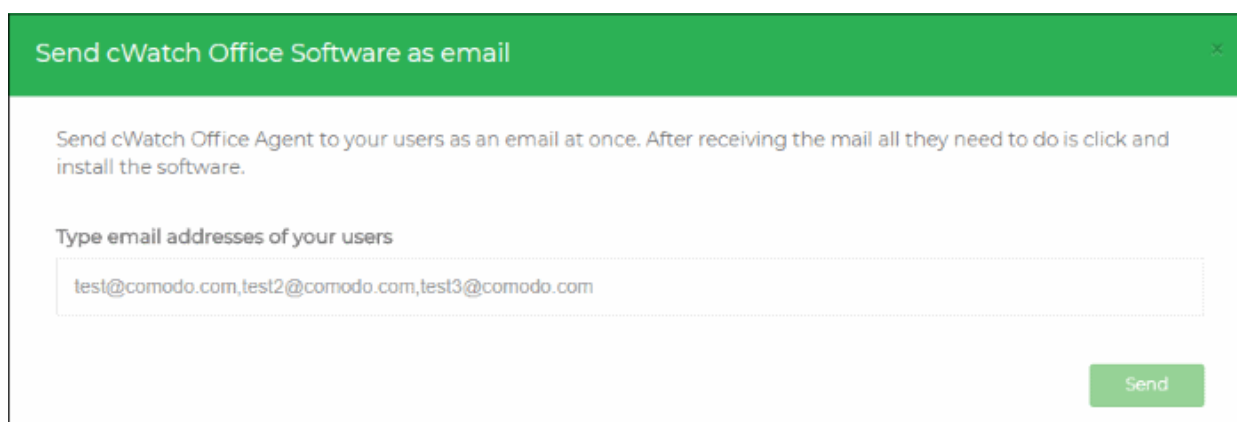 Send cWatch Office Software as email
Send cWatch Office Agent to your users as an email at once. After receiving the mail all they need to do is click and
install the software.
Type email addresses of your users
test@comodo.com,test2@comodo.com,test3@comodo.com
Send